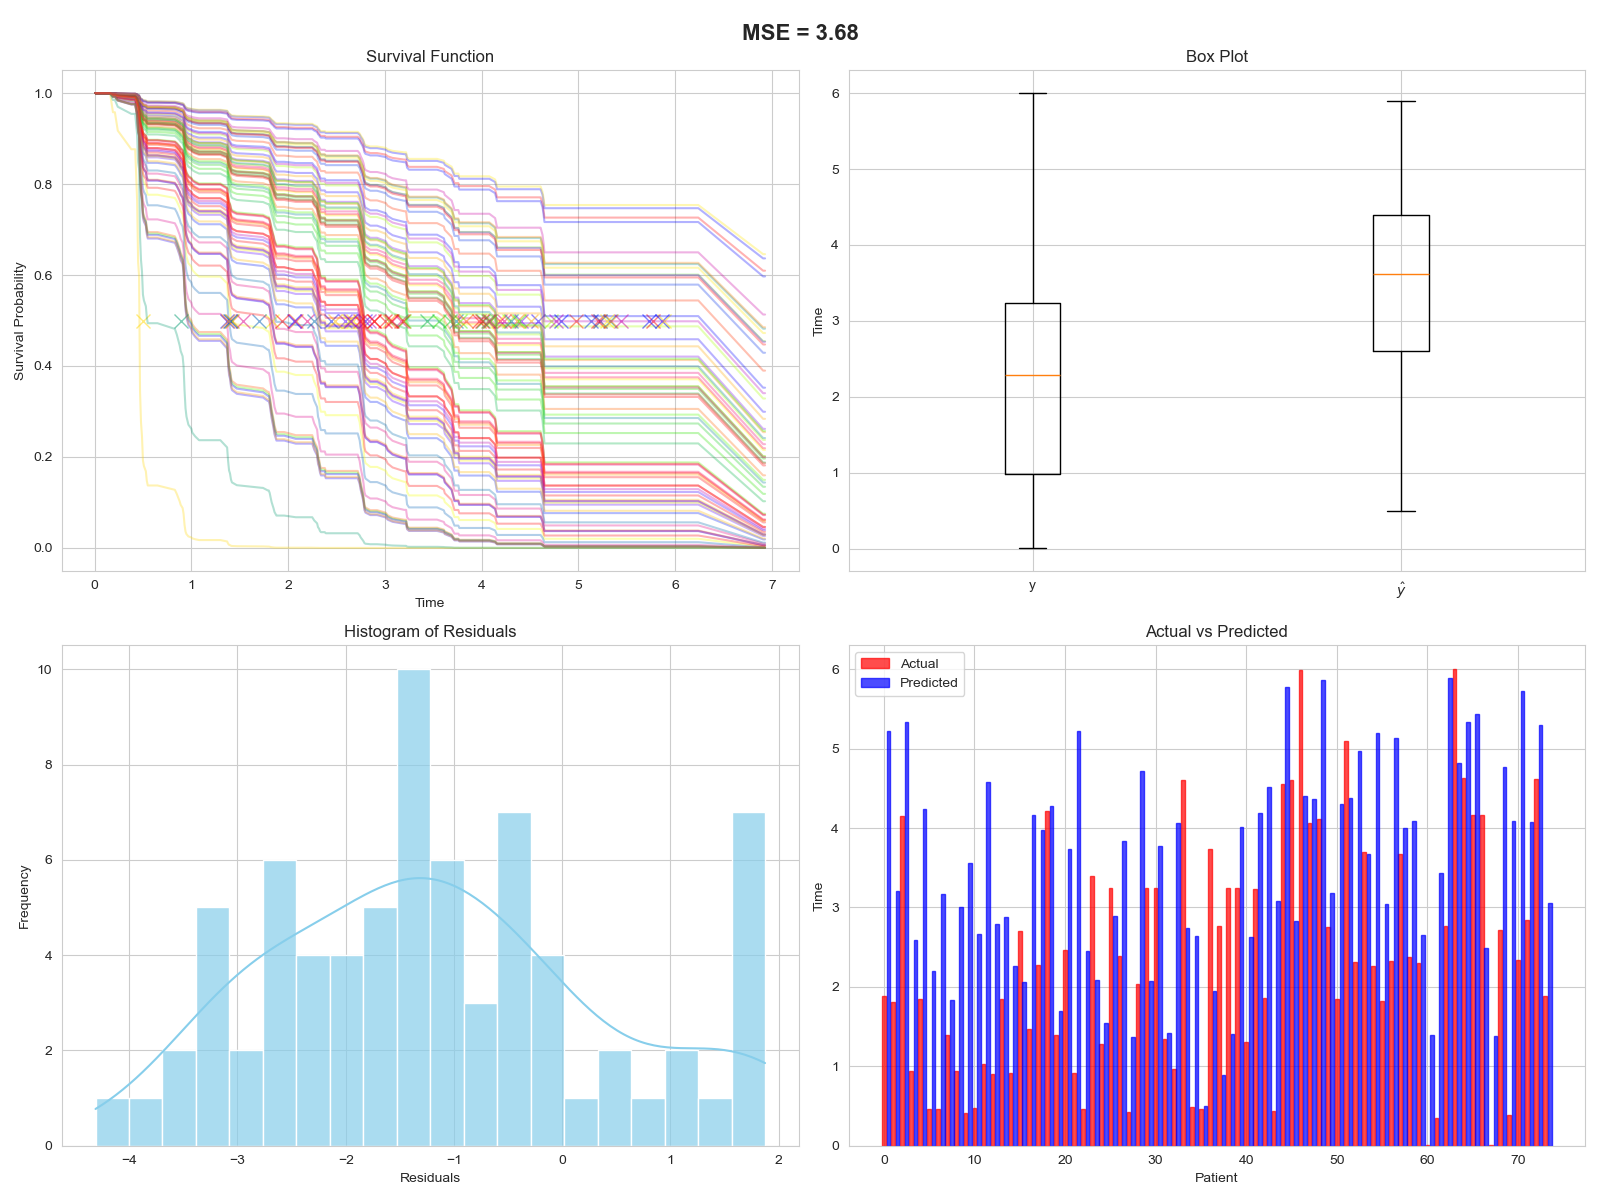 MSE = 3.68
Survival Function
Survival Probability
1.0
0.8
0.6
0.4
0.2
0.0
0 1 2 3 4 5 6 7
Time
Box Plot
Time
6
5
4
3
2
1
0
y ŷ
Histogram of Residuals
Frequency
10
8
6
4
2
0
−4 −3 −2 −1 0 1 2
Residuals
Actual vs Predicted
Actual
Predicted
Time
6
5
4
3
2
1
0
0 10 20 30 40 50 60 70
Patient